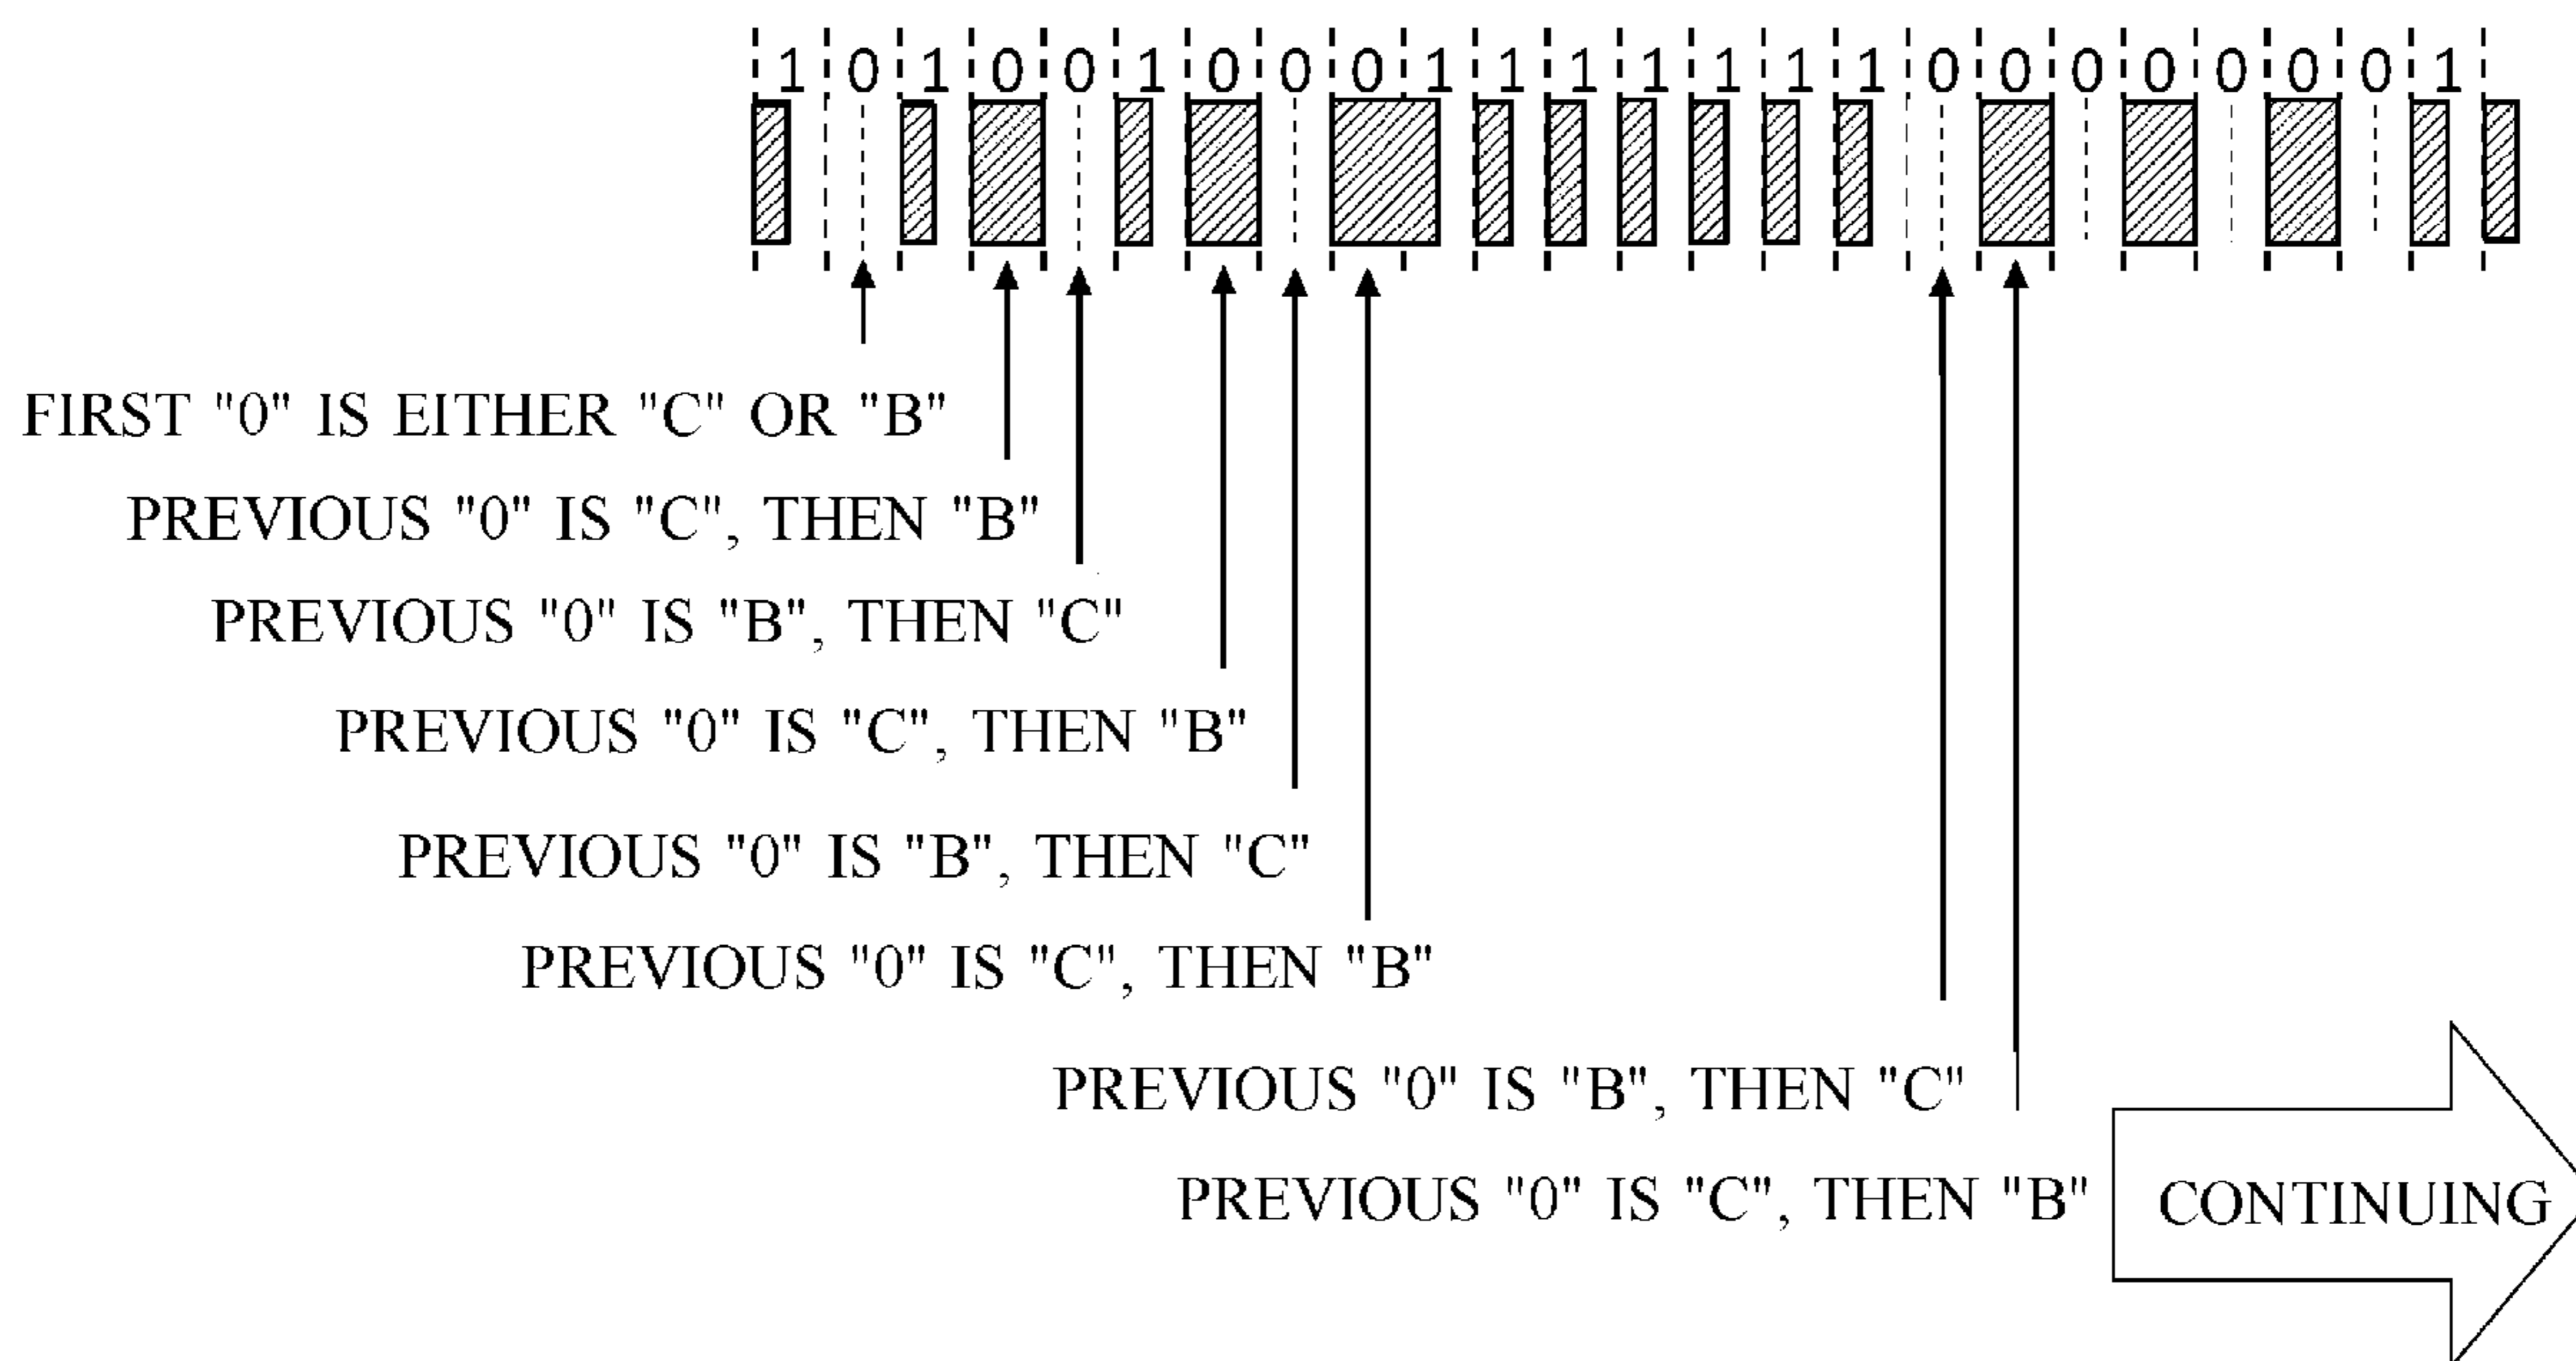 1 0 1 0 0 1 0 0 0 1 1 1 1 1 1 1 0 0 0 0 0 0 0 1
FIRST "0" IS EITHER "C" OR "B"
PREVIOUS "0" IS "C", THEN "B"
PREVIOUS "0" IS "B", THEN "C"
PREVIOUS "0" IS "C", THEN "B"
PREVIOUS "0" IS "B", THEN "C"
PREVIOUS "0" IS "C", THEN "B"
PREVIOUS "0" IS "B", THEN "C"
PREVIOUS "0" IS "C", THEN "B"
CONTINUING